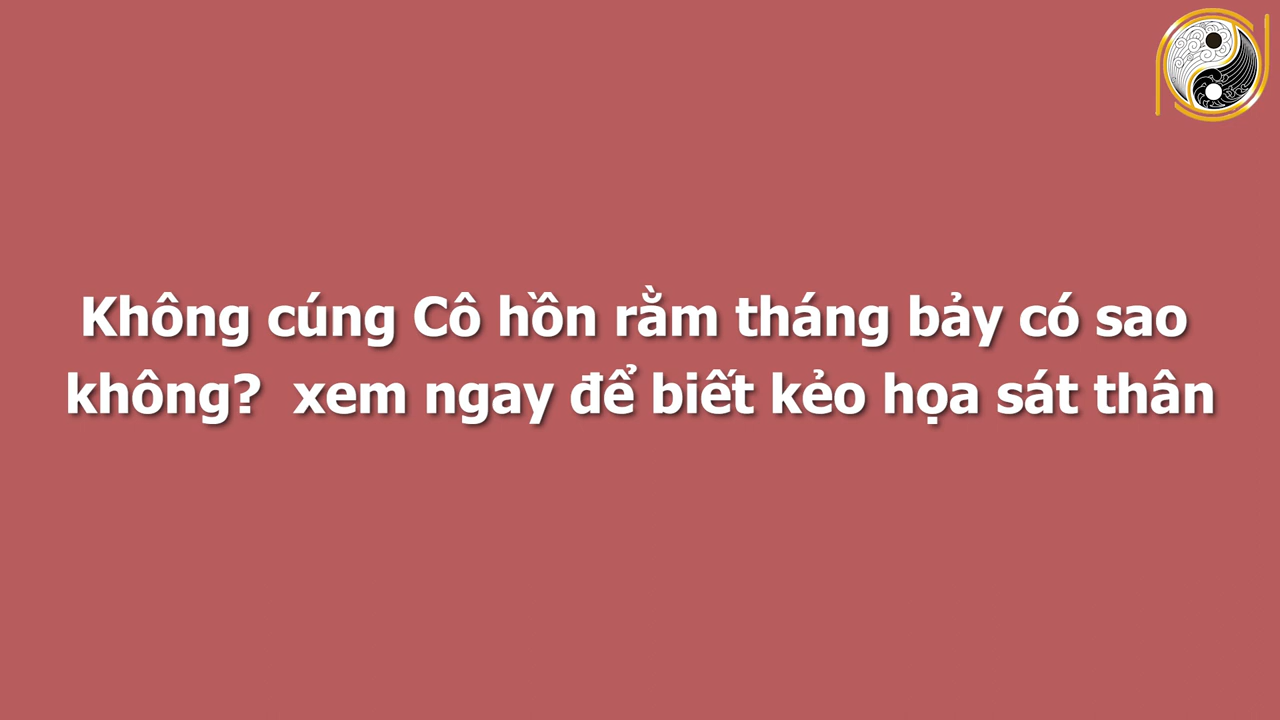 Không cúng Cô hồn rằm tháng bảy có sao
không?  xem ngay để biết kẻo họa sát thân